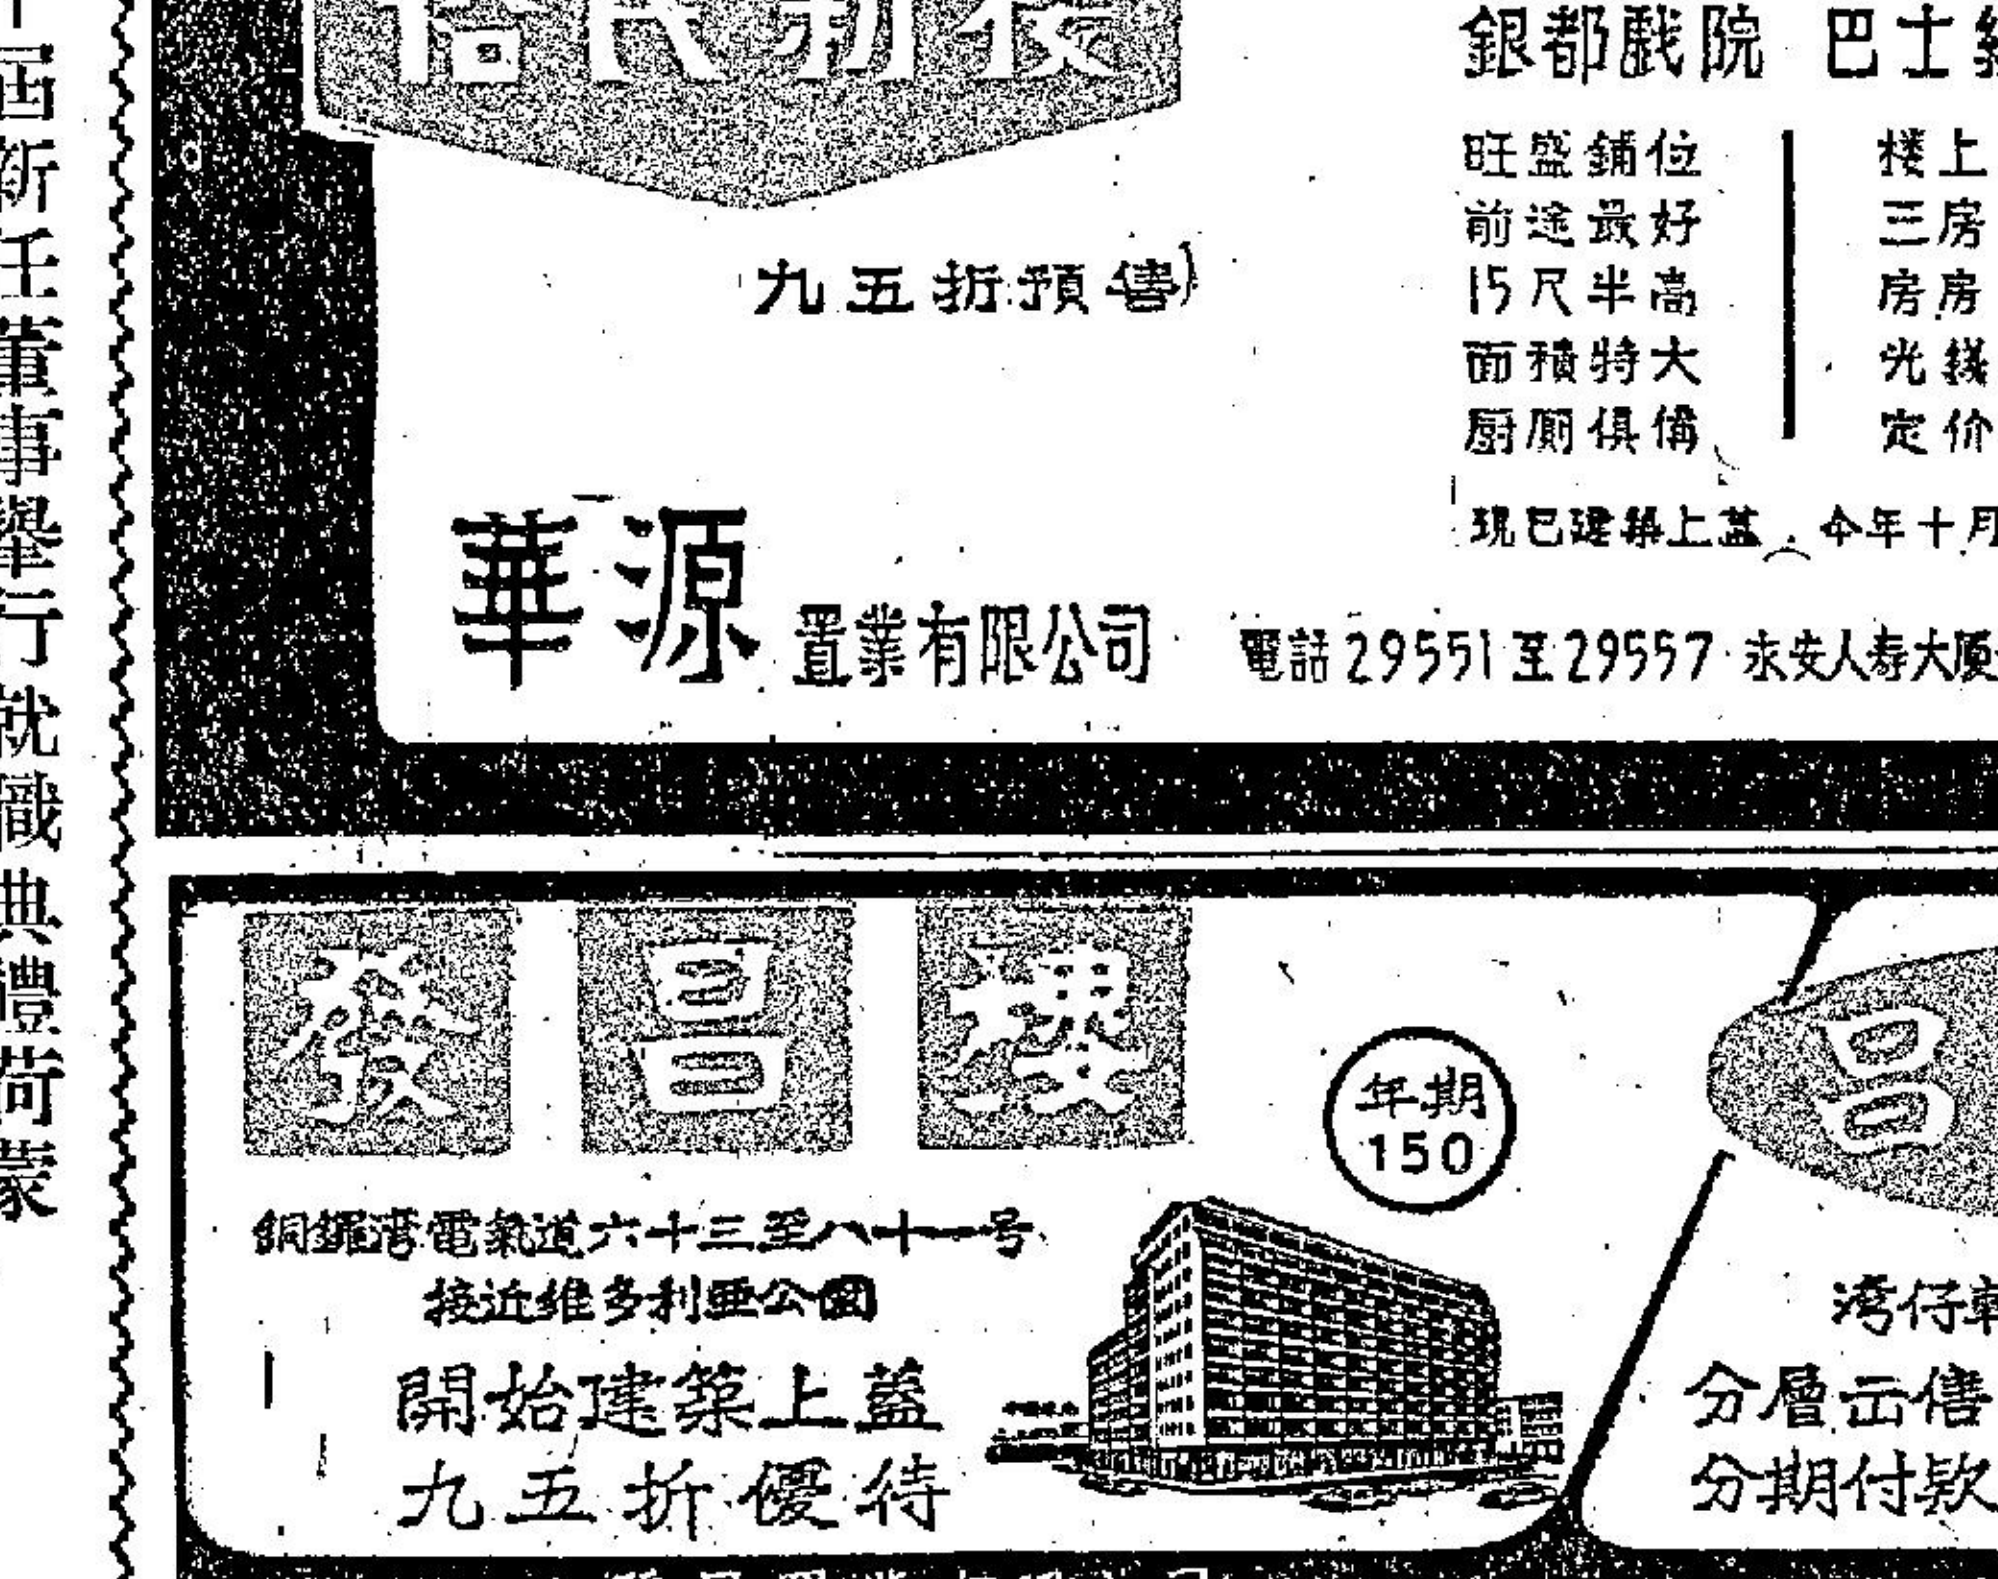 屆新任董事舉行就職典禮荷蒙
銀都戲院 巴士
旺盛鋪位
前途最好
15尺半高
面積特大
廚廁俱備
楼上
三房
房房
光綫
定价
九五折預售
現已建築上蓋 今年十月
華源置業有限公司 電話29551至29557 永安人寿大厦
發昌樓
年期
150
銅鑼灣電氣道六十三至八十一号
接近維多利亞公園
開始建築上蓋
九五折優待
昌
湾仔
分層出售
分期付款